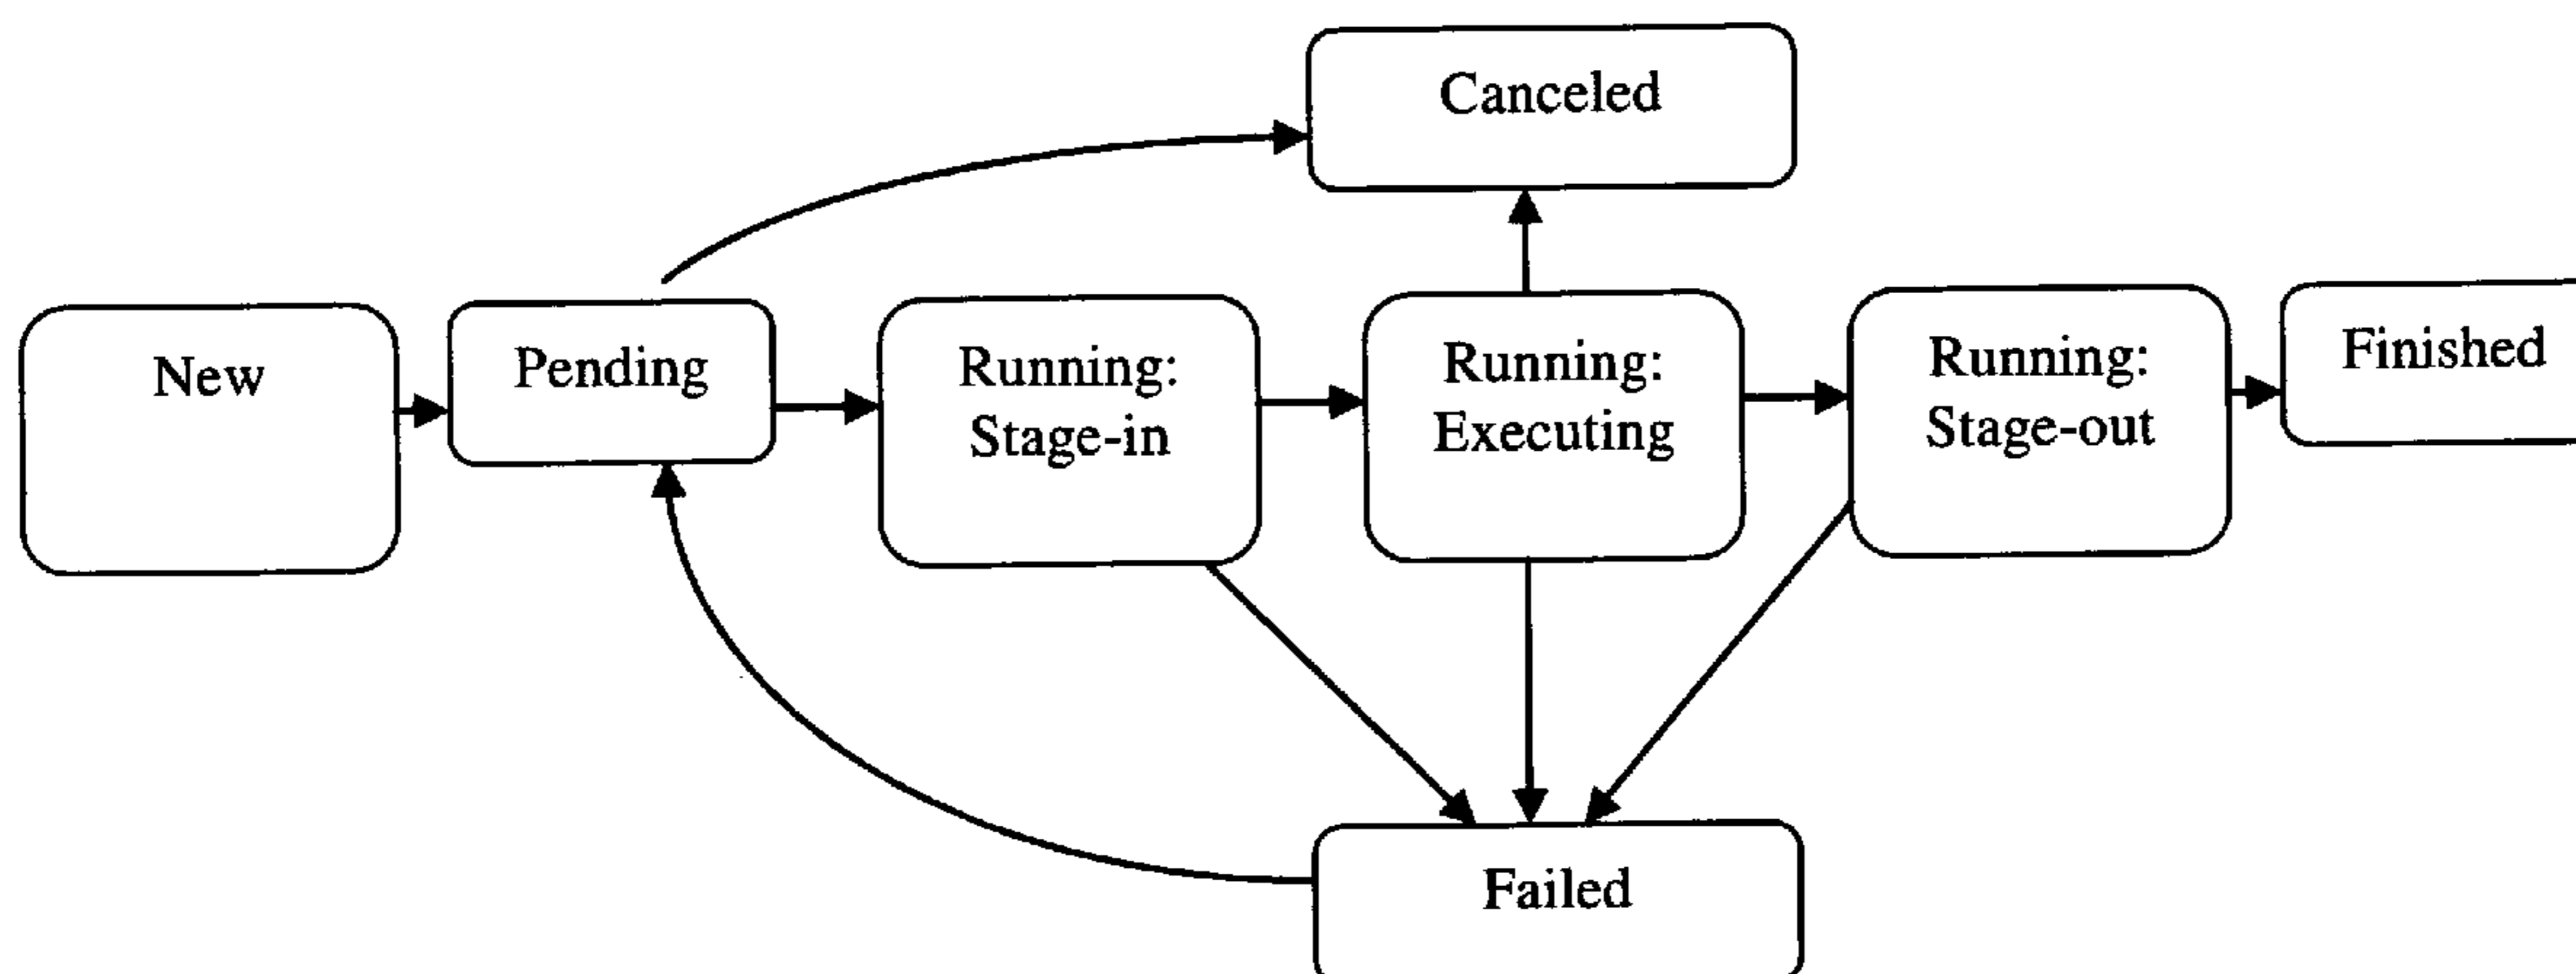 Canceled
New
Pending
Running:
Stage-in
Running:
Executing
Running:
Stage-out
Finished
Failed